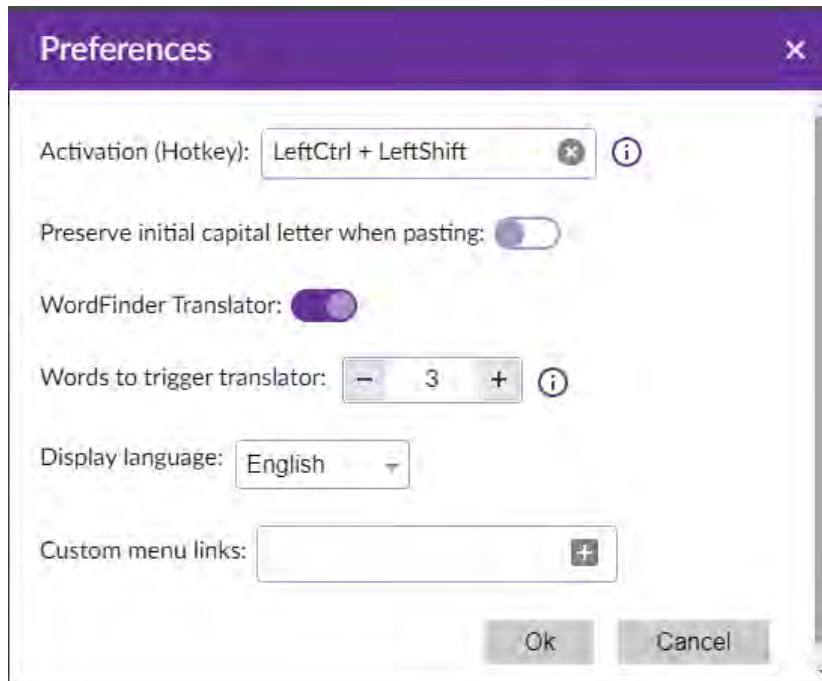 Preferences
Activation (Hotkey): LeftCtrl + LeftShift
Preserve initial capital letter when pasting:
WordFinder Translator:
Words to trigger translator: − 3 +
Display language: English
Custom menu links:
Ok Cancel